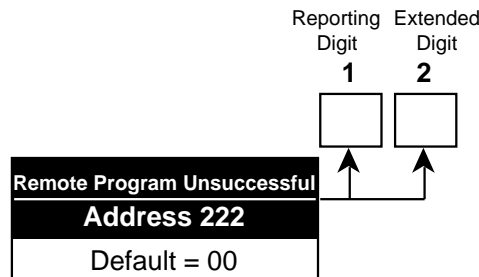 Reporting Extended
Digit Digit
1 2
Remote Program Unsuccessful
Address 222
Default = 00